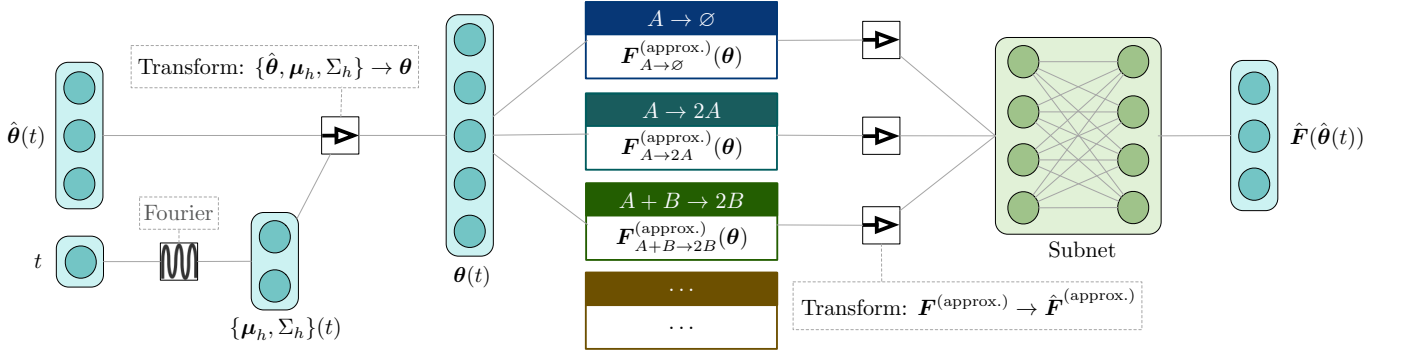 θ̂(t)
t
Transform: {θ̂, μ_h, Σ_h} → θ
Fourier
{μ_h, Σ_h}(t)
θ(t)
A → ∅
F^(approx.)_{A→∅}(θ)
A → 2A
F^(approx.)_{A→2A}(θ)
A + B → 2B
F^(approx.)_{A+B→2B}(θ)
...
...
Transform: F^(approx.) → F̂^(approx.)
Subnet
F̂(θ̂(t))